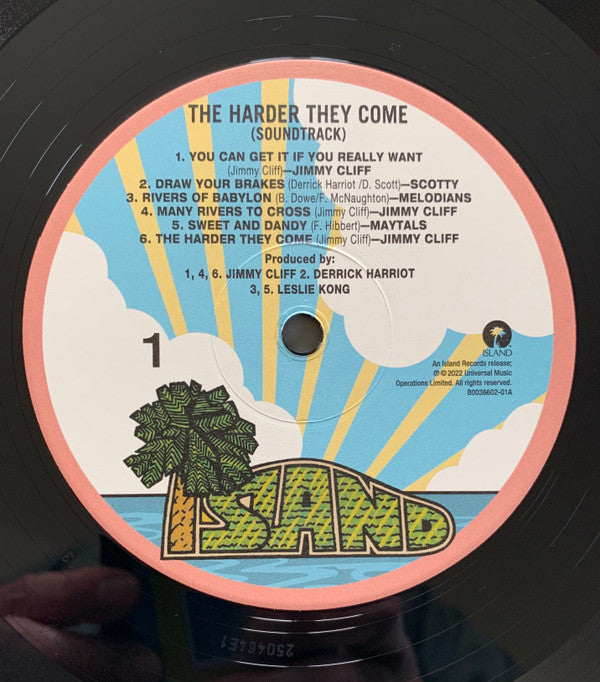 THE HARDER THEY COME
(SOUNDTRACK)
1. YOU CAN GET IT IF YOU REALLY WANT
(Jimmy Cliff)—JIMMY CLIFF
2. DRAW YOUR BRAKES (Derrick Harriot /D. Scott)—SCOTTY
3. RIVERS OF BABYLON (B. Dowe/F. McNaughton)—MELODIANS
4. MANY RIVERS TO CROSS (Jimmy Cliff)—JIMMY CLIFF
5. SWEET AND DANDY (F. Hibbert)—MAYTALS
6. THE HARDER THEY COME (Jimmy Cliff)—JIMMY CLIFF
Produced by:
1, 4, 6. JIMMY CLIFF 2. DERRICK HARRIOT
3, 5. LESLIE KONG
1
ISLAND
An Island Records release;
℗ © 2022 Universal Music
Operations Limited. All rights reserved.
B0036602-01A
ISLAND
250464E1